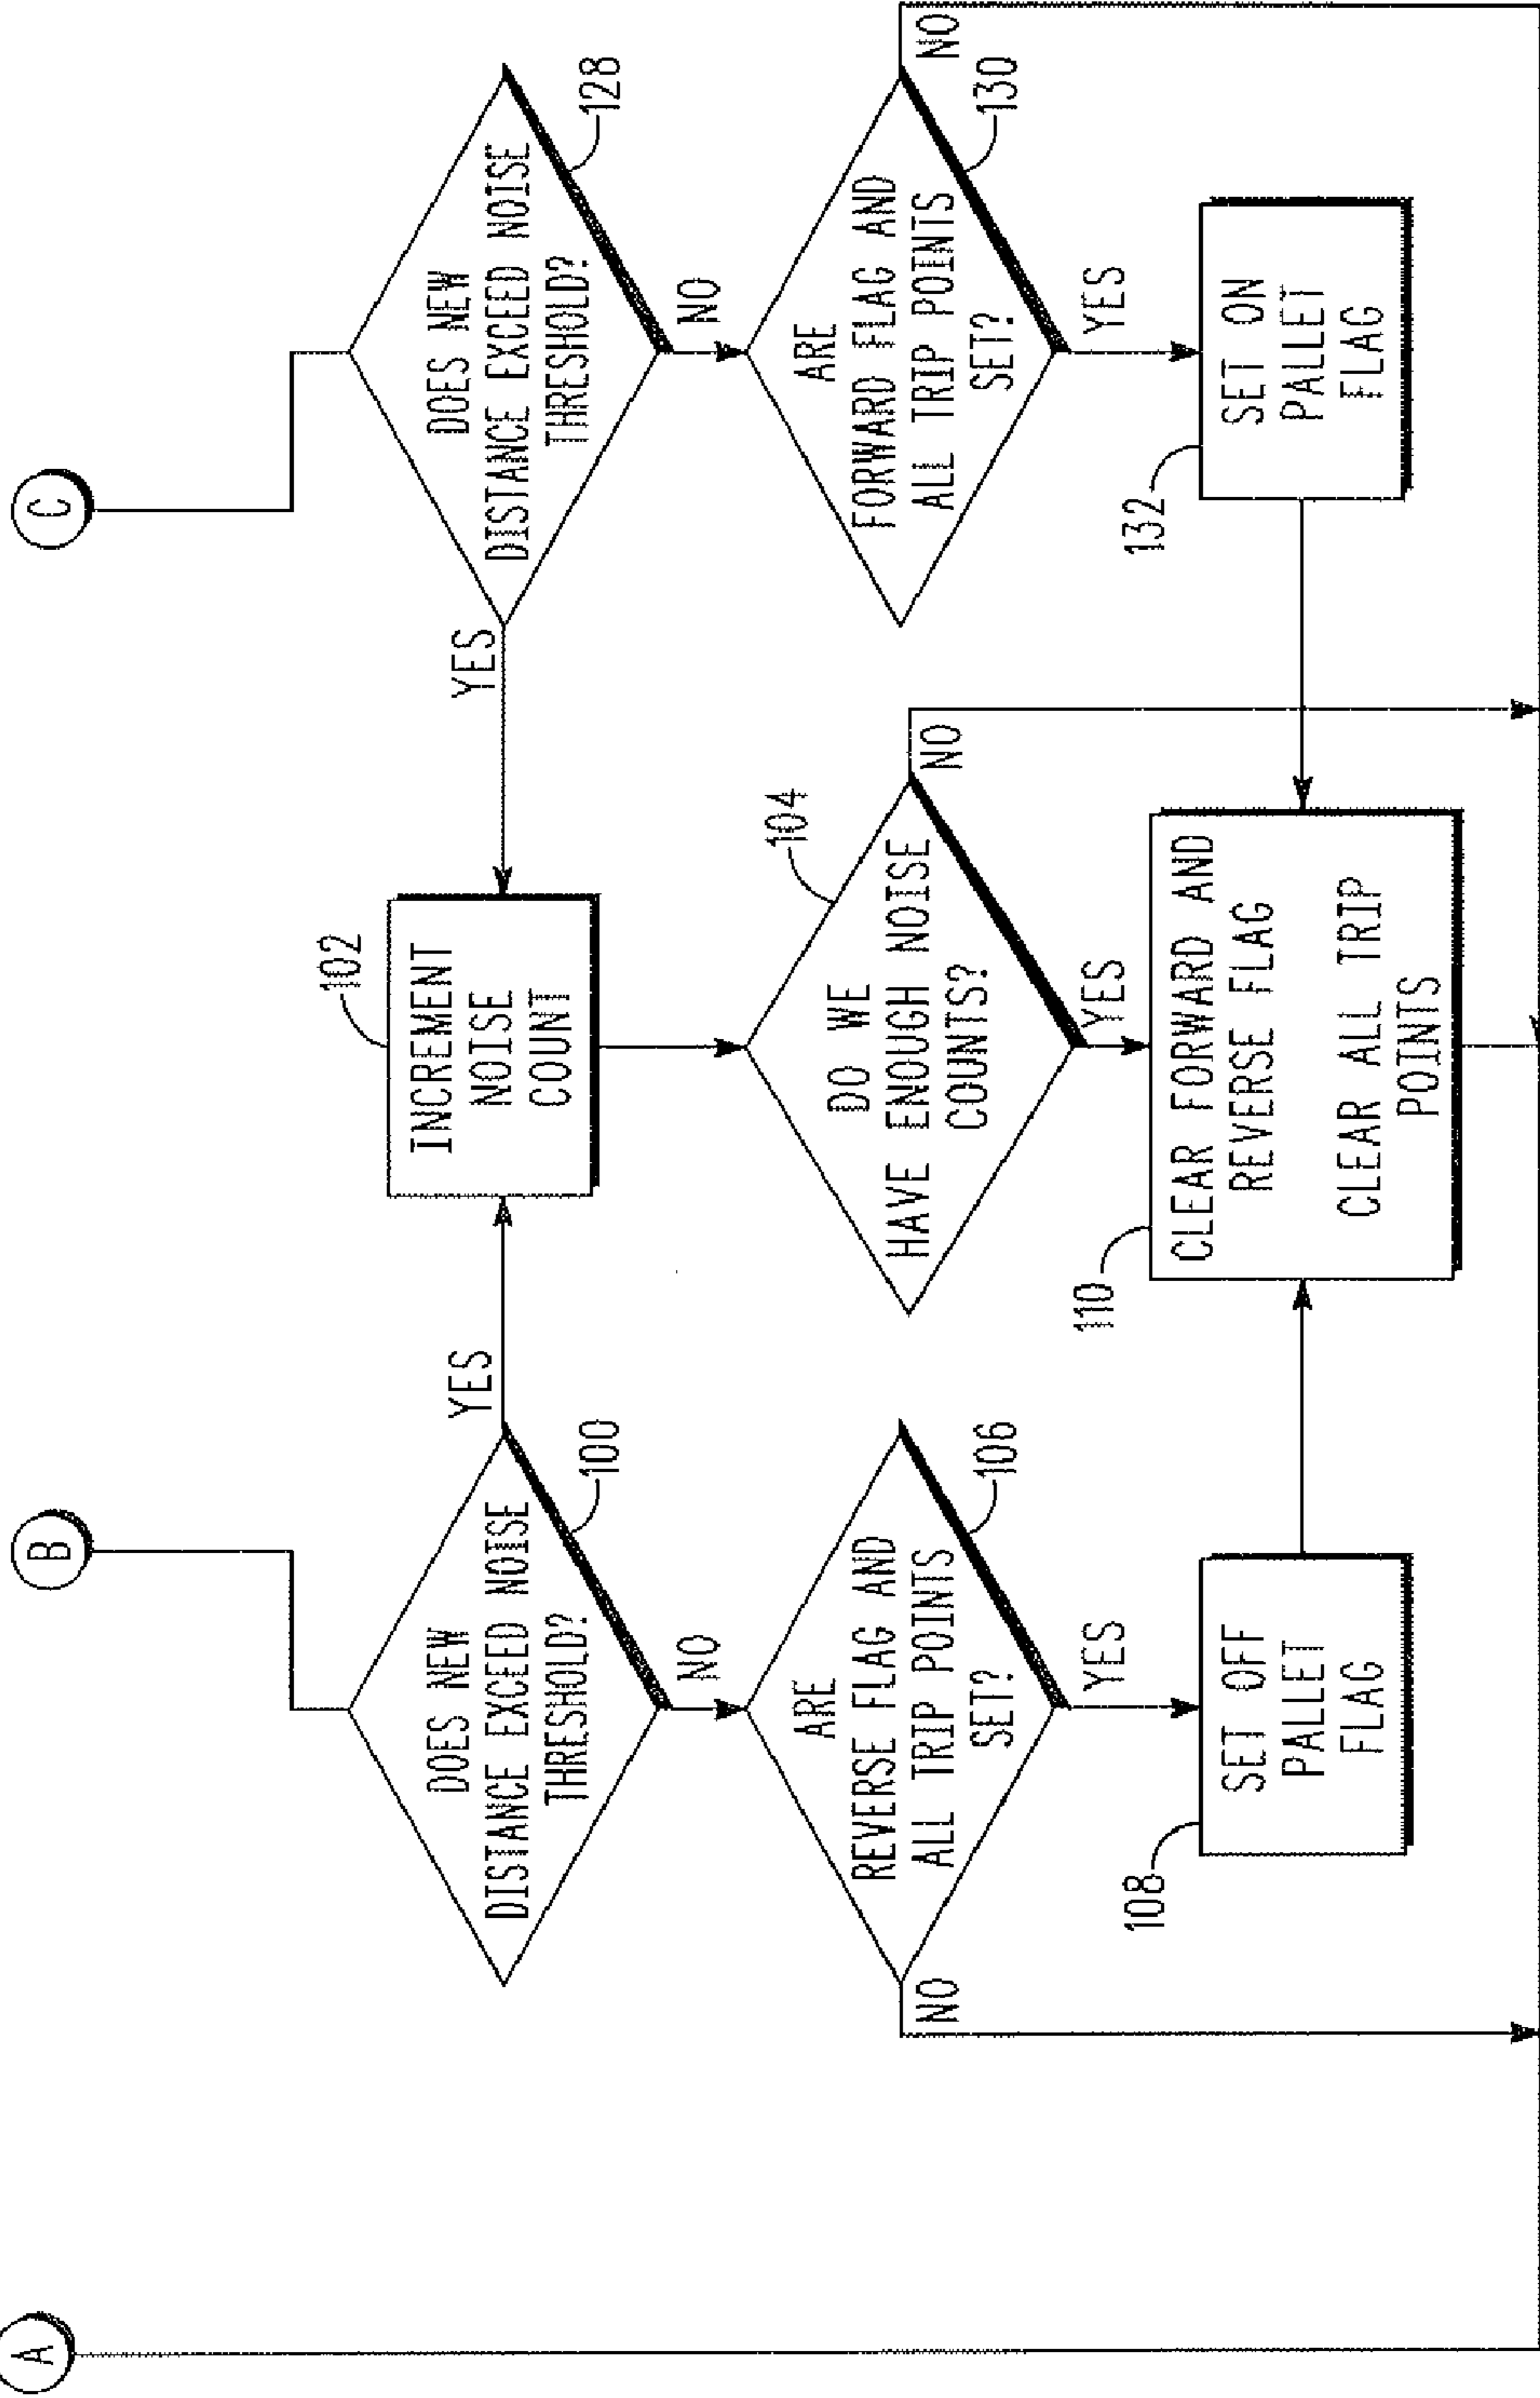 A
B
C
DOES NEW
DISTANCE EXCEED NOISE
THRESHOLD?
100
YES
NO
INCREMENT
NOISE
COUNT
102
DOES NEW
DISTANCE EXCEED NOISE
THRESHOLD?
128
YES
NO
ARE
REVERSE FLAG AND
ALL TRIP POINTS
SET?
106
NO
YES
DO WE
HAVE ENOUGH NOISE
COUNTS?
104
NO
YES
ARE
FORWARD FLAG AND
ALL TRIP POINTS
SET?
130
NO
YES
108
SET OFF
PALLET
FLAG
110
CLEAR FORWARD AND
REVERSE FLAG
CLEAR ALL TRIP
POINTS
132
SET ON
PALLET
FLAG